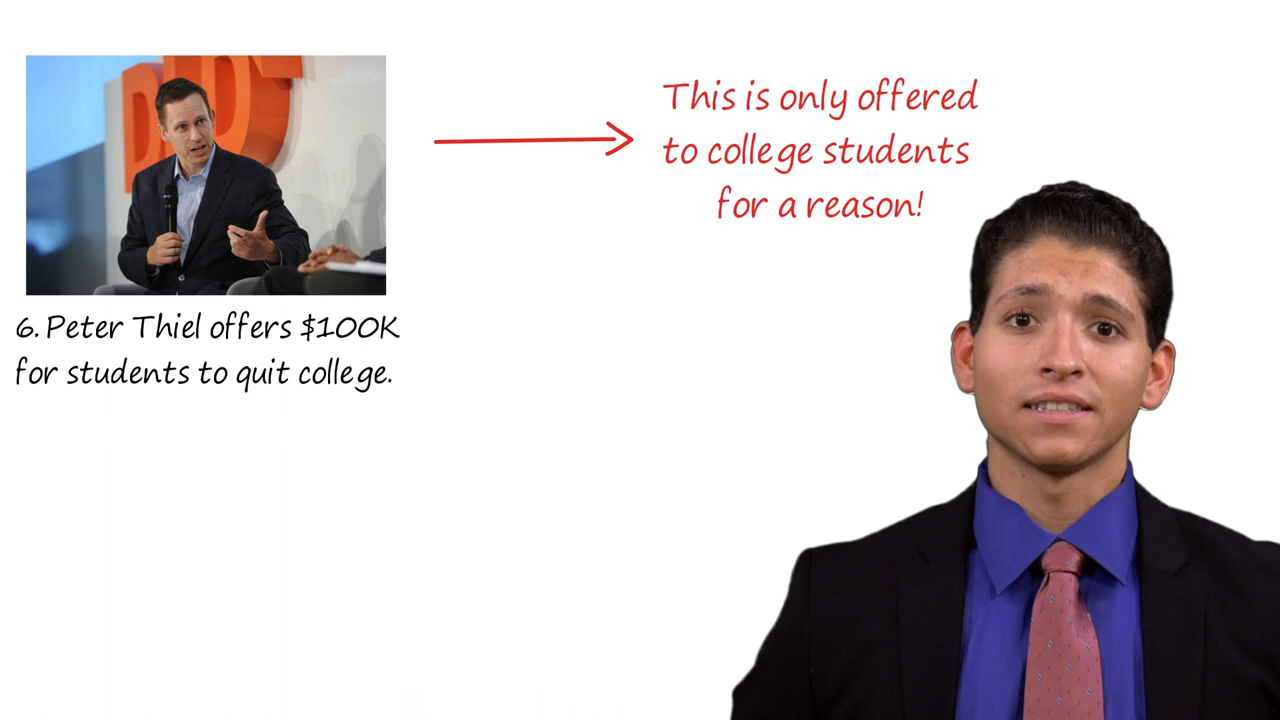 6. Peter Thiel offers $100K
for students to quit college.
This is only offered
to college students
for a reason!